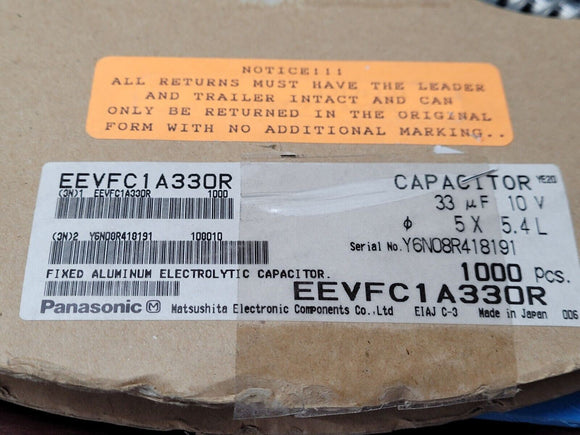 NOTICE!!!
ALL RETURNS MUST HAVE THE LEADER
AND TRAILER INTACT AND CAN
ONLY BE RETURNED IN THE ORIGINAL
FORM WITH NO ADDITIONAL MARKING..
EEVFC1A330R
(3N)1 EEVFC1A330R 1000
CAPACITOR YE20
33 μF 10 V
φ 5 X 5.4 L
(3N)2 Y6N08R418191 100010
Serial No. Y6N08R418191
FIXED ALUMINUM ELECTROLYTIC CAPACITOR.
1000 Pcs.
EEVFC1A330R
Panasonic M Matsushita Electronic Components Co.,Ltd EIAJ C-3 Made in Japan 006